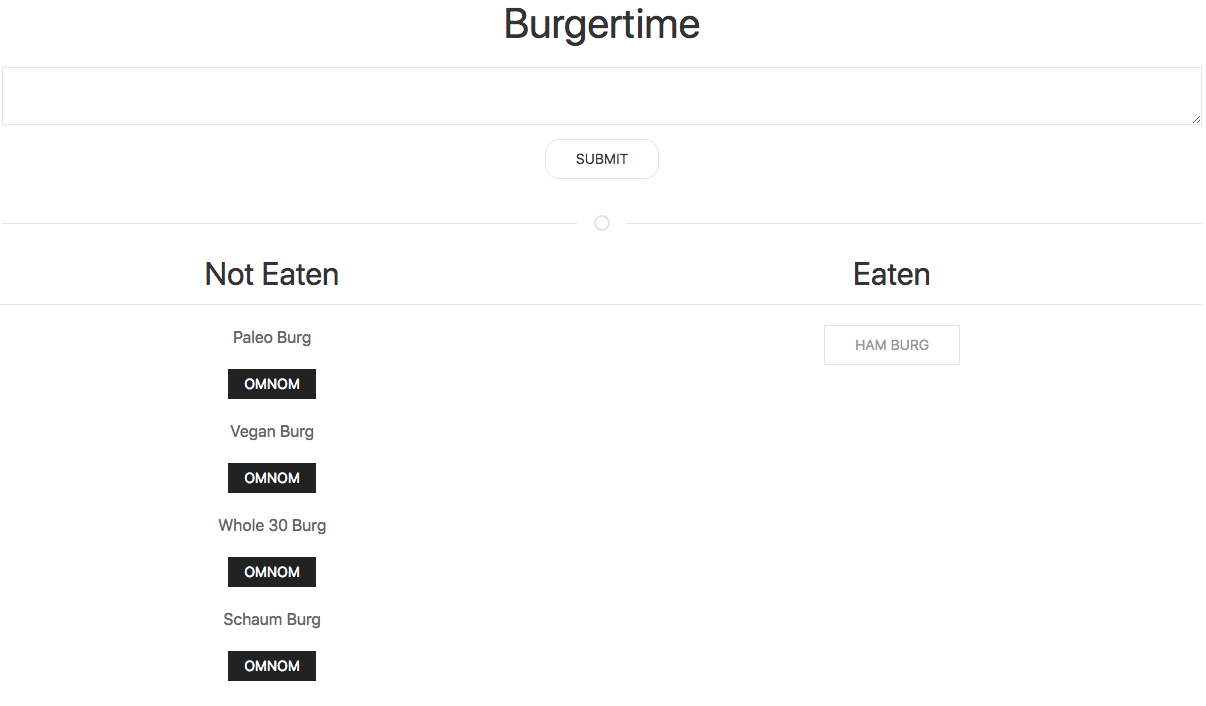 Burgertime
SUBMIT
Not Eaten
Eaten
Paleo Burg
OMNOM
Vegan Burg
OMNOM
Whole 30 Burg
OMNOM
Schaum Burg
OMNOM
HAM BURG